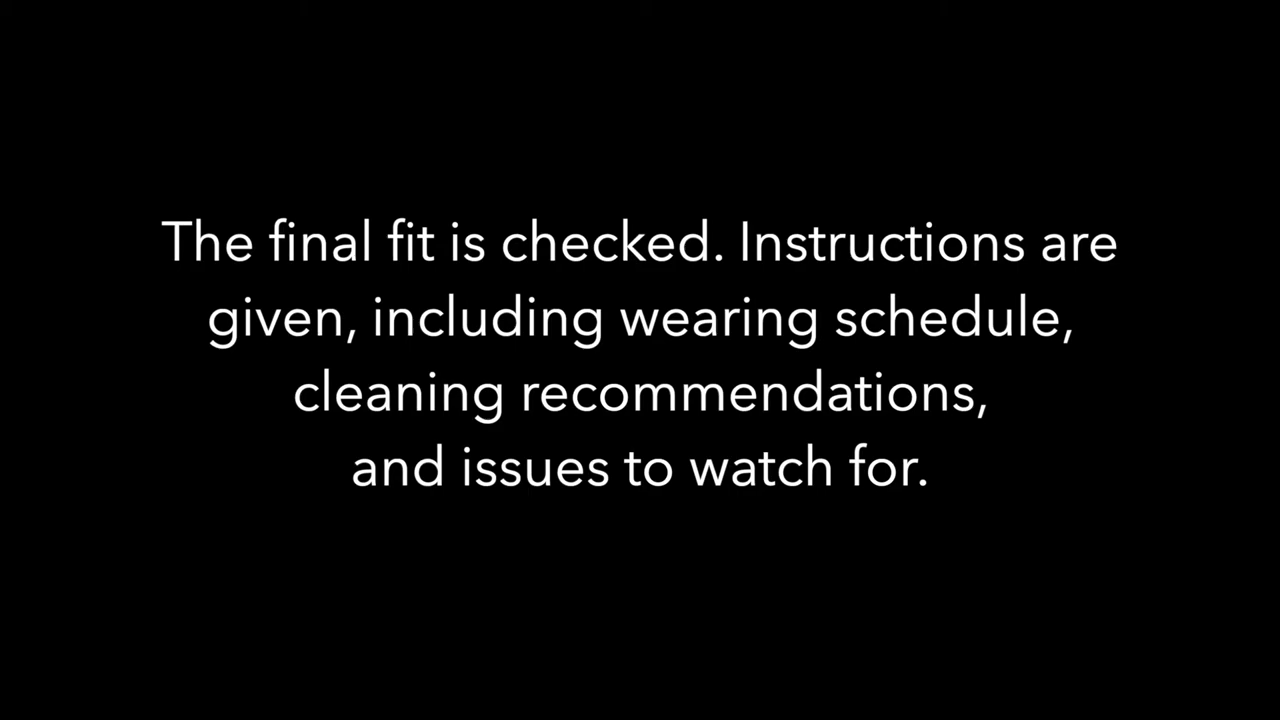 The final fit is checked. Instructions are
given, including wearing schedule,
cleaning recommendations,
and issues to watch for.